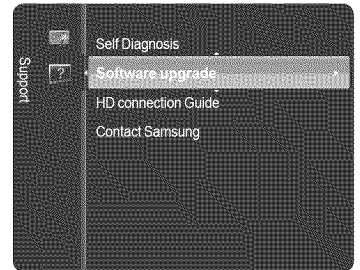 Support
Self Diagnosis
Software upgrade
HD connection Guide
Contact Samsung
?